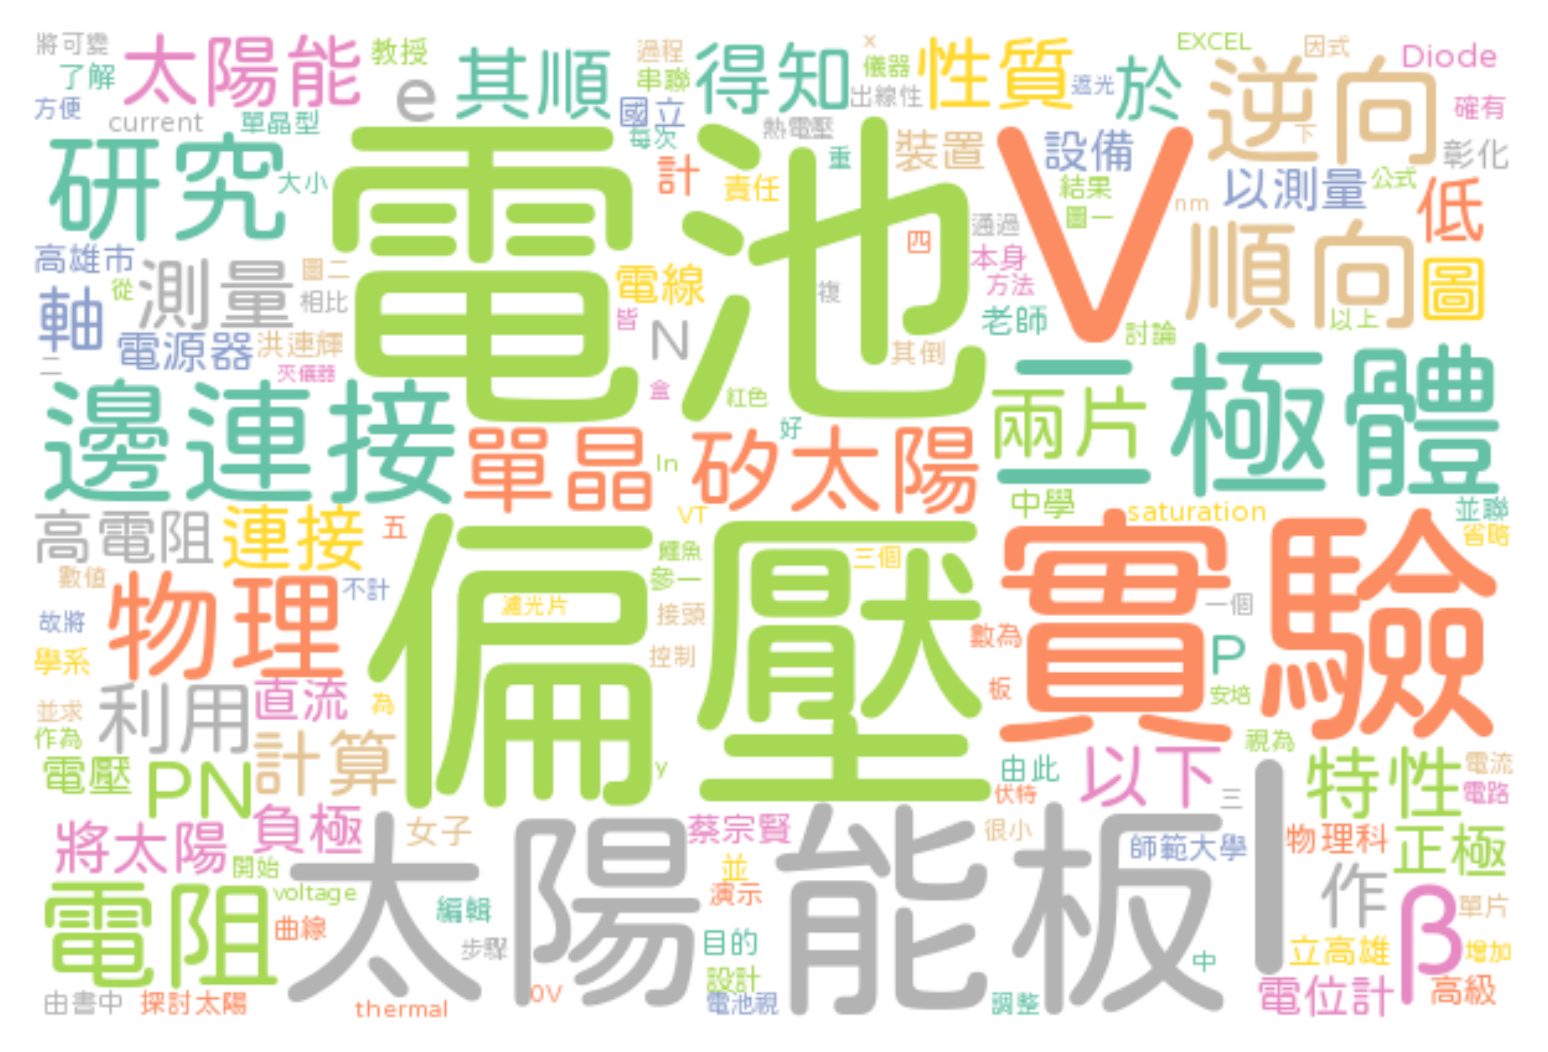 將可變
太陽能
教授
e
其順
過程
串聯
得知
x
儀器
出線性
性質
遮光
於
EXCEL
因式
Diode
了解
方便
current
單晶型
國立
每次
熱電壓
重
裝置
設備
逆向
下
確有
彰化
研究
大小
計
責任
電池
V
結果
圖一
nm
以測量
公式
低
高雄市
從
測量
圖二
相比
電線
皆
N
四
複
通過
本身
方法
老師
討論
順向
以上
圖
軸
二
電源器
洪連輝
夾儀器
盒
紅色
好
其倒
邊連接
單晶
ln
矽太陽
兩片
二極體
高電阻
連接
五
VT
中學
saturation
並聯
省略
數值
不計
故將
物理
學系
偏壓
濾光片
鱷魚
參一
接頭
控制
三個
實驗
一個
數為
板
P
安培
並求
作為
利用
直流
為
電壓
PN
計算
y
由此
伏特
以下
三
視為
l
特性
電流
電路
將太陽
負極
開始
女子
蔡宗賢
並
演示
很小
師範大學
物理科
正極
電阻
voltage
曲線
太陽能板
編輯
步驟
目的
設計
電池視
中
作
立高雄
β
單片
增加
由書中
探討太陽
thermal
0V
調整
電位計
高級